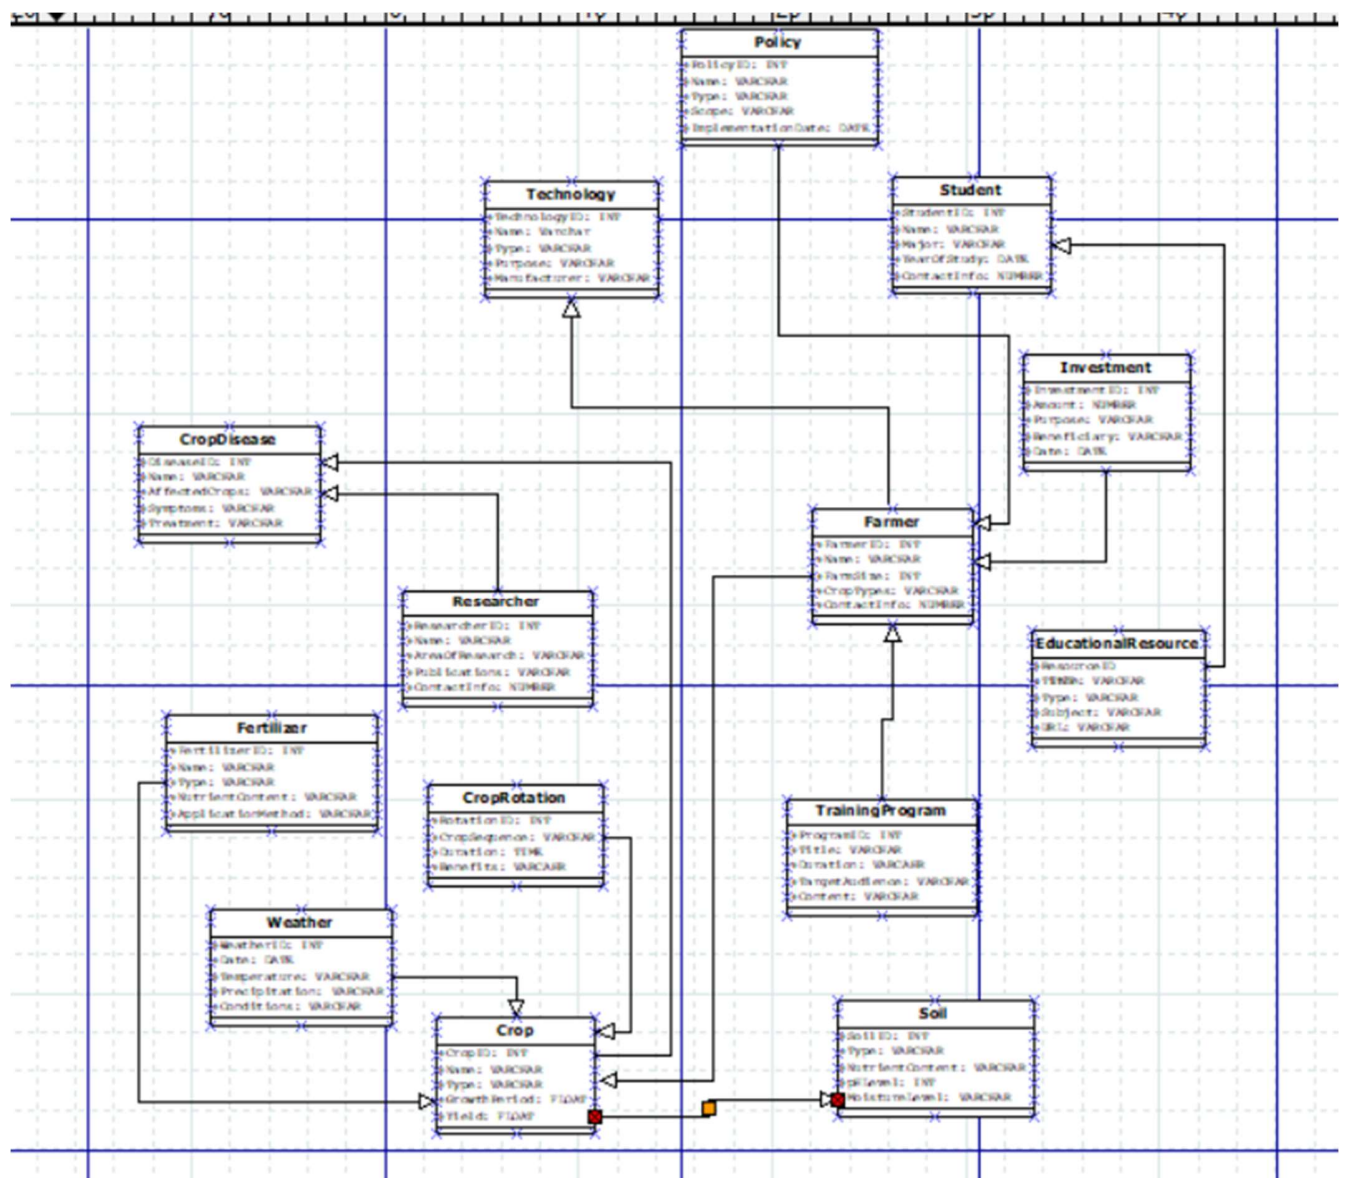 Policy
PolicyID: INT
Name: VARCHAR
Type: VARCHAR
Scope: VARCHAR
ImplementationDate: DATE
Technology
TechnologyID: INT
Name: Varchar
Type: VARCHAR
Purpose: VARCHAR
Manufacturer: VARCHAR
Student
StudentID: INT
Name: VARCHAR
Major: VARCHAR
YearOfStudy: DATE
ContactInfo: NUMBER
Investment
InvestmentID: INT
Amount: NUMBER
Purpose: VARCHAR
Beneficiary: VARCHAR
Date: DATE
CropDisease
DiseaseID: INT
Name: VARCHAR
AffectedCrops: VARCHAR
Symptoms: VARCHAR
Treatment: VARCHAR
Farmer
FarmerID: INT
Name: VARCHAR
FarmSize: INT
CropTypes: VARCHAR
ContactInfo: NUMBER
Researcher
ResearcherID: INT
Name: VARCHAR
AreaOfResearch: VARCHAR
Publications: VARCHAR
ContactInfo: NUMBER
EducationalResource
ResourceID
VARCHAR
Type: VARCHAR
Subject: VARCHAR
URL: VARCHAR
Fertilizer
FertilizerID: INT
Name: VARCHAR
Type: VARCHAR
NutrientContent: VARCHAR
ApplicationMethod: VARCHAR
CropRotation
RotationID: INT
CropSequence: VARCHAR
Duration: TIME
Benefits: VARCAHR
TrainingProgram
ProgramID: INT
Title: VARCHAR
Duration: VARCAHR
TargetAudience: VARCHAR
Content: VARCHAR
Weather
WeatherID: INT
Date: DATE
Temperature: VARCHAR
Precipitation: VARCHAR
Conditions: VARCHAR
Soil
SoilID: INT
Type: VARCHAR
NutrientContent: VARCHAR
pHlevel: INT
MoistureLevel: VARCHAR
Crop
CropID: INT
Name: VARCHAR
Type: VARCHAR
GrowthPeriod: FLOAT
Yield: FLOAT